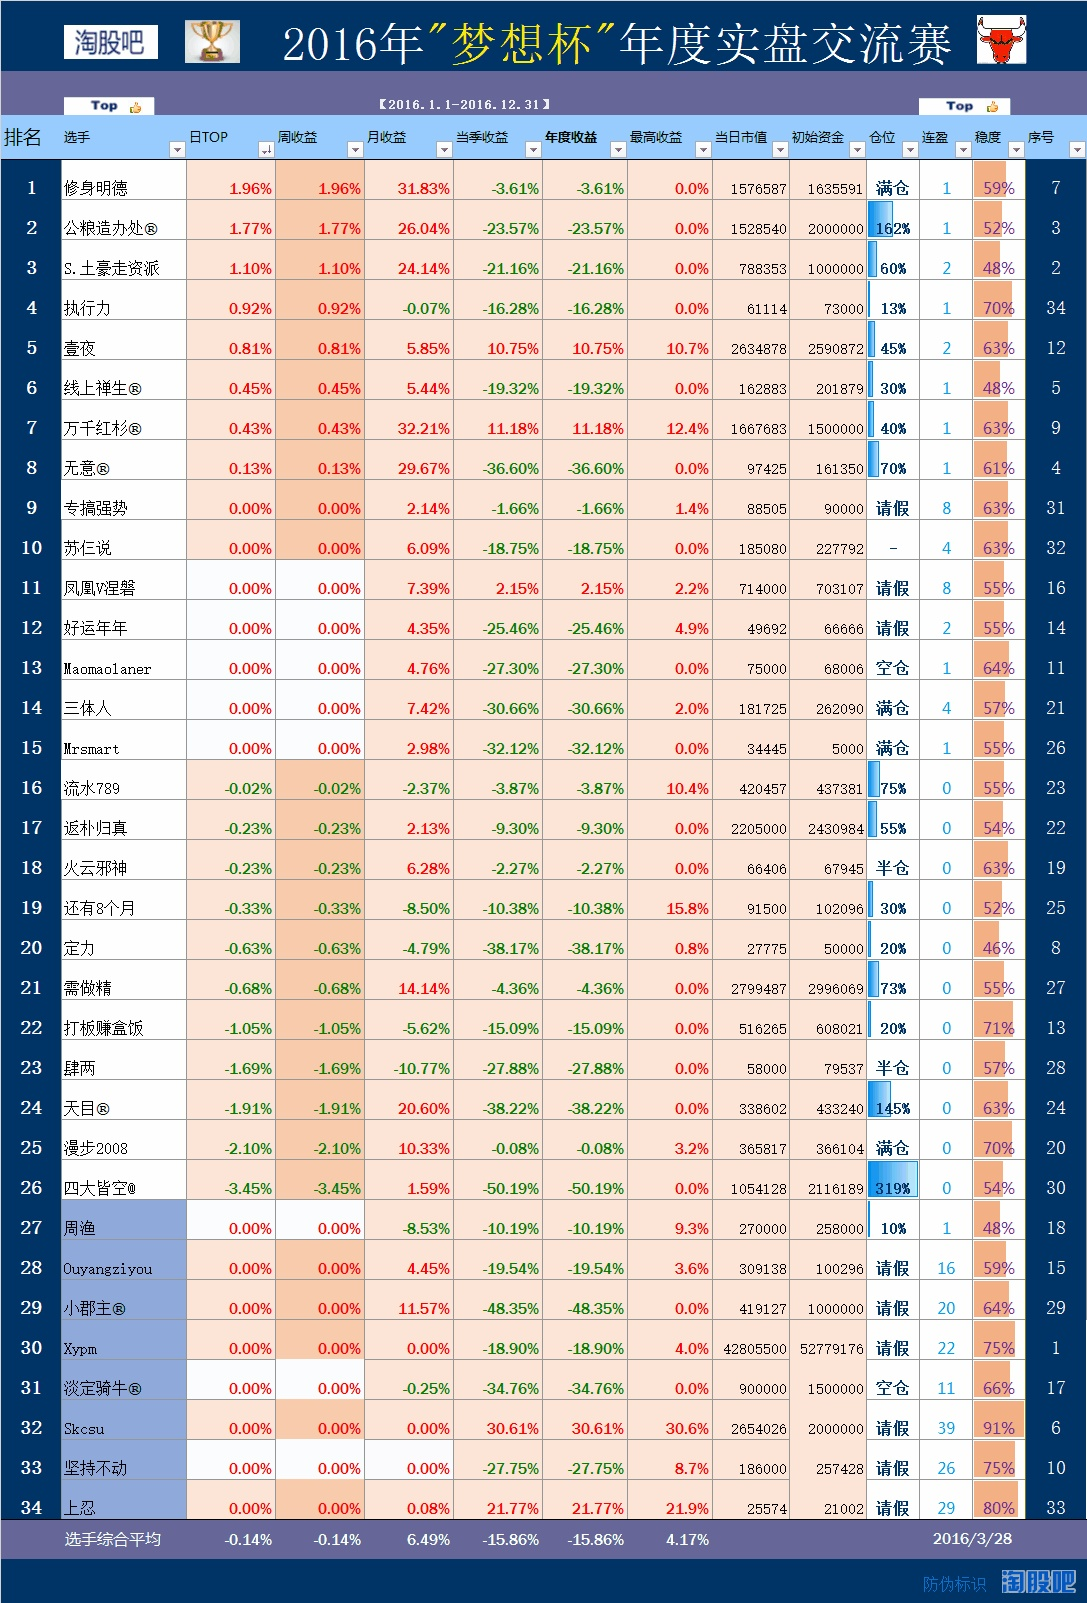 淘股吧 2016年"梦想杯"年度实盘交流赛
Top 【2016.1.1-2016.12.31】 Top
排名 选手 日TOP 周收益 月收益 当季收益 年度收益 最高收益 当日市值 初始资金 仓位 连盈 稳度 序号
1 修身明德 1.96% 1.96% 31.83% -3.61% -3.61% 0.0% 1576587 1635591 满仓 1 59% 7
2 公粮造办处® 1.77% 1.77% 26.04% -23.57% -23.57% 0.0% 1528540 2000000 162% 1 52% 3
3 S.土豪走资派 1.10% 1.10% 24.14% -21.16% -21.16% 0.0% 788353 1000000 60% 2 48% 2
4 执行力 0.92% 0.92% -0.07% -16.28% -16.28% 0.0% 61114 73000 13% 1 70% 34
5 壹夜 0.81% 0.81% 5.85% 10.75% 10.75% 10.7% 2634878 2590872 45% 2 63% 12
6 线上禅生® 0.45% 0.45% 5.44% -19.32% -19.32% 0.0% 162883 201879 30% 1 48% 5
7 万千红杉® 0.43% 0.43% 32.21% 11.18% 11.18% 12.4% 1667683 1500000 40% 1 63% 9
8 无意® 0.13% 0.13% 29.67% -36.60% -36.60% 0.0% 97425 161350 70% 1 61% 4
9 专搞强势 0.00% 0.00% 2.14% -1.66% -1.66% 1.4% 88505 90000 请假 8 63% 31
10 苏仨说 0.00% 0.00% 6.09% -18.75% -18.75% 0.0% 185080 227792 - 4 63% 32
11 凤凰V涅磐 0.00% 0.00% 7.39% 2.15% 2.15% 2.2% 714000 703107 请假 8 55% 16
12 好运年年 0.00% 0.00% 4.35% -25.46% -25.46% 4.9% 49692 66666 请假 2 55% 14
13 Maomaolaner 0.00% 0.00% 4.76% -27.30% -27.30% 0.0% 75000 68006 空仓 1 64% 11
14 三体人 0.00% 0.00% 7.42% -30.66% -30.66% 2.0% 181725 262090 满仓 4 57% 21
15 Mrsmart 0.00% 0.00% 2.98% -32.12% -32.12% 0.0% 34445 5000 满仓 1 55% 26
16 流水789 -0.02% -0.02% -2.37% -3.87% -3.87% 10.4% 420457 437381 75% 0 55% 23
17 返朴归真 -0.23% -0.23% 2.13% -9.30% -9.30% 0.0% 2205000 2430984 55% 0 54% 22
18 火云邪神 -0.23% -0.23% 6.28% -2.27% -2.27% 0.0% 66406 67945 半仓 0 63% 19
19 还有8个月 -0.33% -0.33% -8.50% -10.38% -10.38% 15.8% 91500 102096 30% 0 52% 25
20 定力 -0.63% -0.63% -4.79% -38.17% -38.17% 0.8% 27775 50000 20% 0 46% 8
21 需做精 -0.68% -0.68% 14.14% -4.36% -4.36% 0.0% 2799487 2996069 73% 0 55% 27
22 打板赚盒饭 -1.05% -1.05% -5.62% -15.09% -15.09% 0.0% 516265 608021 20% 0 71% 13
23 肆两 -1.69% -1.69% -10.77% -27.88% -27.88% 0.0% 58000 79537 半仓 0 57% 28
24 天目® -1.91% -1.91% 20.60% -38.22% -38.22% 0.0% 338602 433240 145% 0 63% 24
25 漫步2008 -2.10% -2.10% 10.33% -0.08% -0.08% 3.2% 365817 366104 满仓 0 70% 20
26 四大皆空@ -3.45% -3.45% 1.59% -50.19% -50.19% 0.0% 1054128 2116189 319% 0 54% 30
27 周渔 0.00% 0.00% -8.53% -10.19% -10.19% 9.3% 270000 258000 10% 1 48% 18
28 Ouyangziyou 0.00% 0.00% 4.45% -19.54% -19.54% 3.6% 309138 100296 请假 16 59% 15
29 小郡主® 0.00% 0.00% 11.57% -48.35% -48.35% 0.0% 419127 1000000 请假 20 64% 29
30 Xypm 0.00% 0.00% 0.00% -18.90% -18.90% 4.0% 42805500 52779176 请假 22 75% 1
31 淡定骑牛® 0.00% 0.00% -0.25% -34.76% -34.76% 0.0% 900000 1500000 空仓 11 66% 17
32 Skcsu 0.00% 0.00% 0.00% 30.61% 30.61% 30.6% 2654026 2000000 请假 39 91% 6
33 坚持不动 0.00% 0.00% 0.00% -27.75% -27.75% 8.7% 186000 257428 请假 26 75% 10
34 上忍 0.00% 0.00% 0.08% 21.77% 21.77% 21.9% 25574 21002 请假 29 80% 33
选手综合平均 -0.14% -0.14% 6.49% -15.86% -15.86% 4.17% 2016/3/28
防伪标识 淘股吧